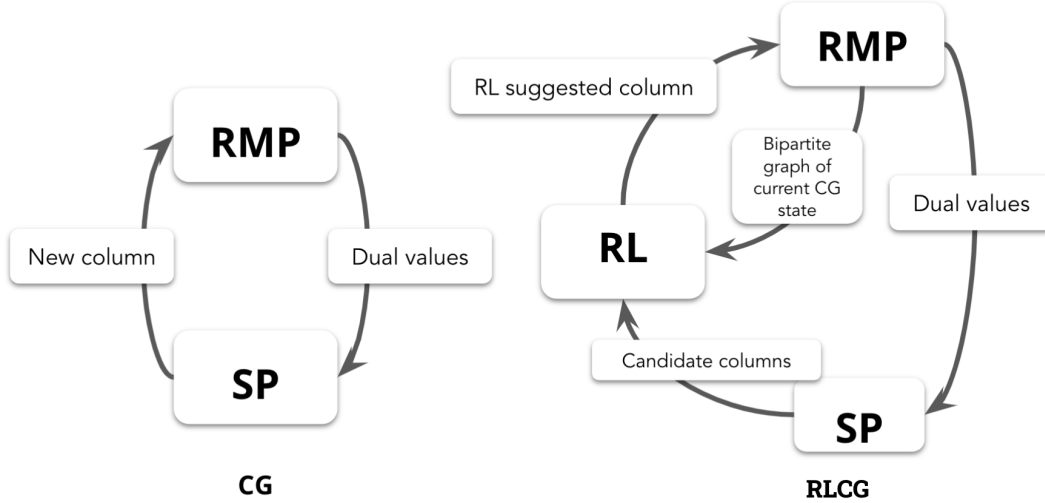 RMP
New column
Dual values
SP
CG
RMP
RL suggested column
Bipartite
graph of
current CG
state
Dual values
RL
Candidate columns
SP
RLCG